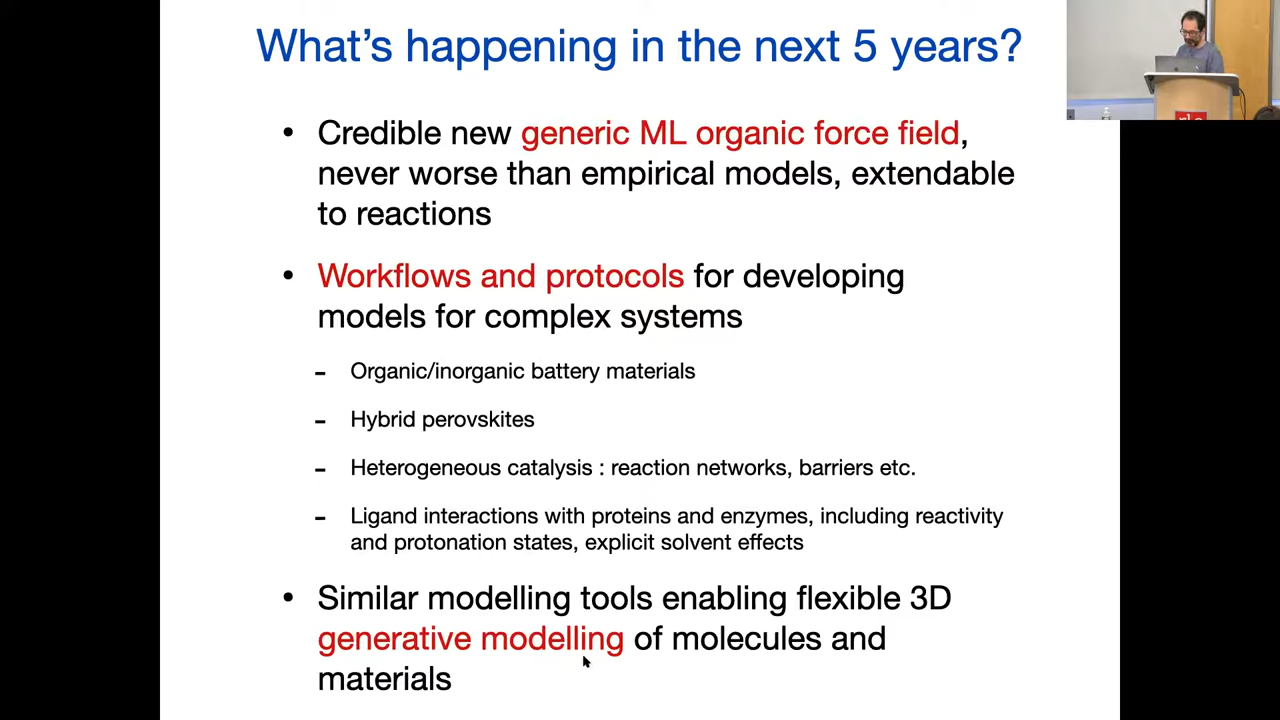 What's happening in the next 5 years?
• Credible new generic ML organic force field,
never worse than empirical models, extendable
to reactions
• Workflows and protocols for developing
models for complex systems
- Organic/inorganic battery materials
- Hybrid perovskites
- Heterogeneous catalysis : reaction networks, barriers etc.
- Ligand interactions with proteins and enzymes, including reactivity
and protonation states, explicit solvent effects
• Similar modelling tools enabling flexible 3D
generative modelling of molecules and
materials